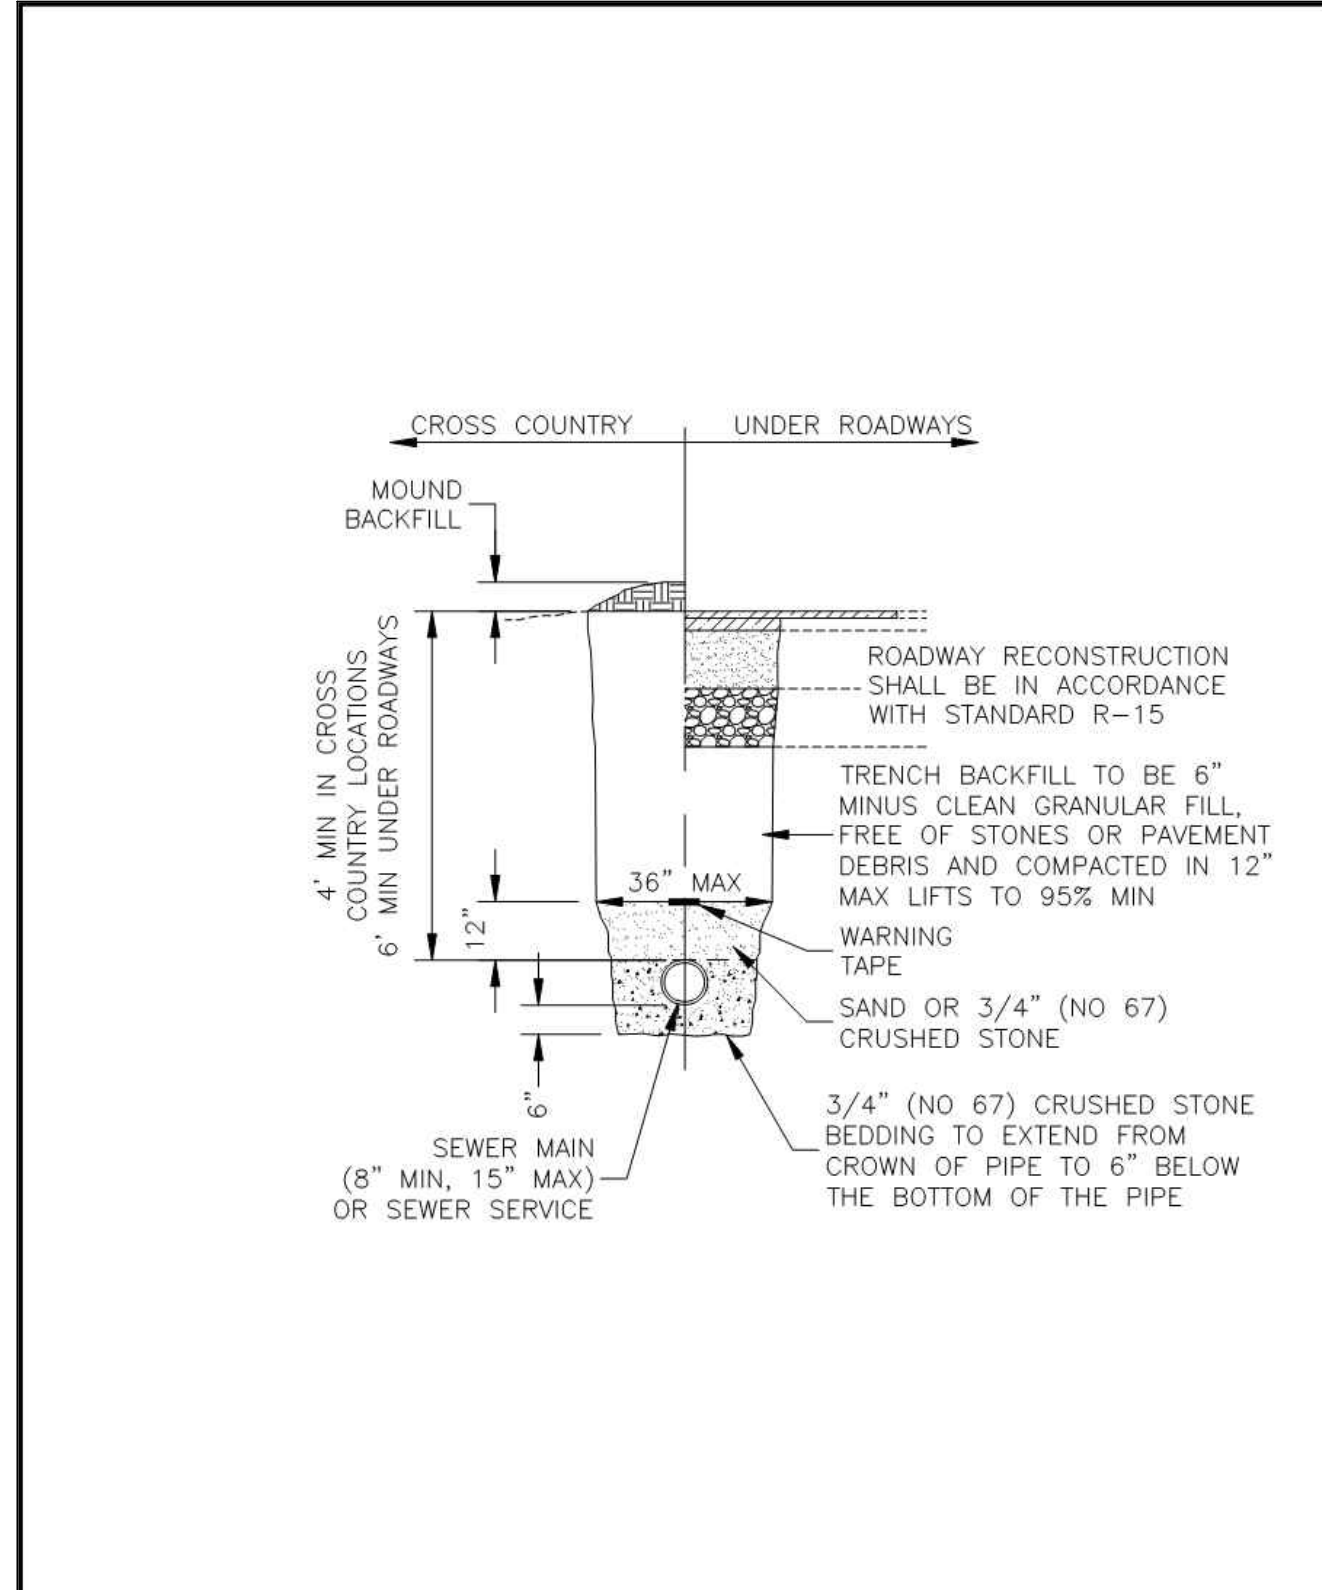 CROSS COUNTRY
UNDER ROADWAYS
MOUND
BACKFILL
4' MIN IN CROSS
COUNTRY LOCATIONS
6' MIN UNDER ROADWAYS
ROADWAY RECONSTRUCTION
SHALL BE IN ACCORDANCE
WITH STANDARD R-15
TRENCH BACKFILL TO BE 6"
MINUS CLEAN GRANULAR FILL,
FREE OF STONES OR PAVEMENT
DEBRIS AND COMPACTED IN 12"
MAX LIFTS TO 95% MIN
36" MAX
12"
WARNING
TAPE
SAND OR 3/4" (NO 67)
CRUSHED STONE
6"
SEWER MAIN
(8" MIN, 15" MAX)
OR SEWER SERVICE
3/4" (NO 67) CRUSHED STONE
BEDDING TO EXTEND FROM
CROWN OF PIPE TO 6" BELOW
THE BOTTOM OF THE PIPE